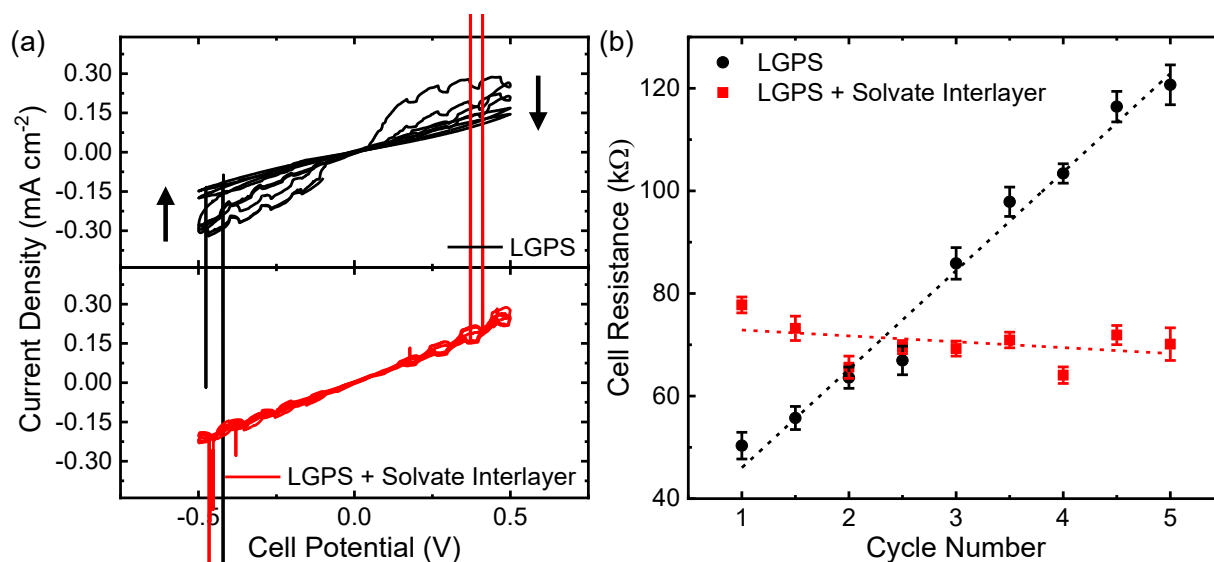 (a)
Current Density (mA cm-2)
0.30
0.15
0.00
-0.15
-0.30
LGPS
0.30
0.15
0.00
-0.15
-0.30
LGPS + Solvate Interlayer
-0.5
0.0
0.5
Cell Potential (V)
(b)
LGPS
LGPS + Solvate Interlayer
Cell Resistance (kΩ)
120
100
80
60
40
1
2
3
4
5
Cycle Number